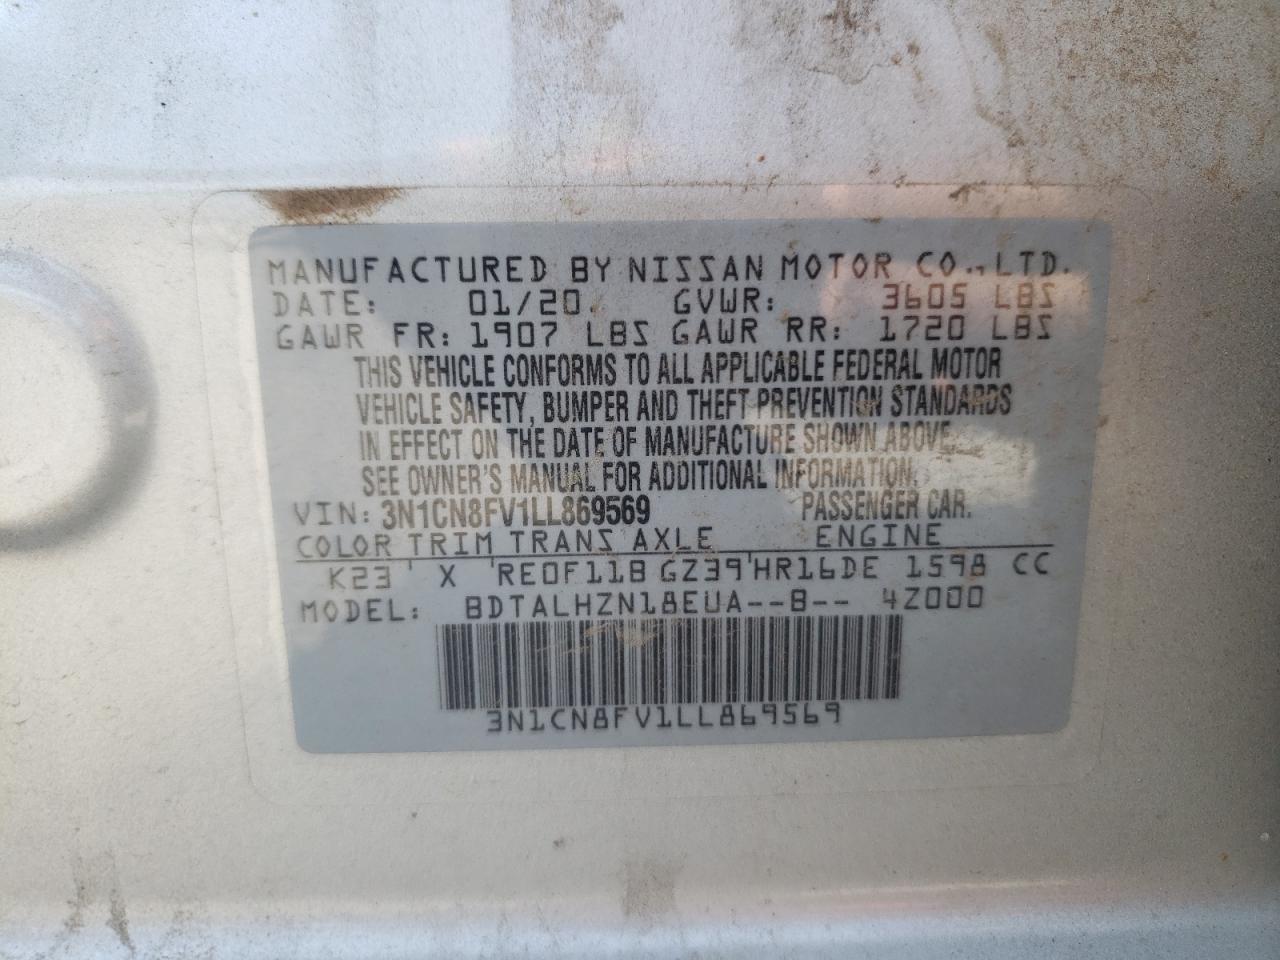 MANUFACTURED BY NISSAN MOTOR CO., LTD.
DATE: 01/20 GVWR: 3605 LBS
GAWR FR: 1907 LBS GAWR RR: 1720 LBS
THIS VEHICLE CONFORMS TO ALL APPLICABLE FEDERAL MOTOR
VEHICLE SAFETY, BUMPER AND THEFT PREVENTION STANDARDS
IN EFFECT ON THE DATE OF MANUFACTURE SHOWN ABOVE.
SEE OWNER'S MANUAL FOR ADDITIONAL INFORMATION.
VIN: 3N1CN8FV1LL869569 PASSENGER CAR.
COLOR TRIM TRANS AXLE ENGINE
K23 X RE0F11B GZ39 HR16DE 1598 CC
MODEL: BDTALHZN18EUA--B-- 4Z000
3N1CN8FV1LL869569